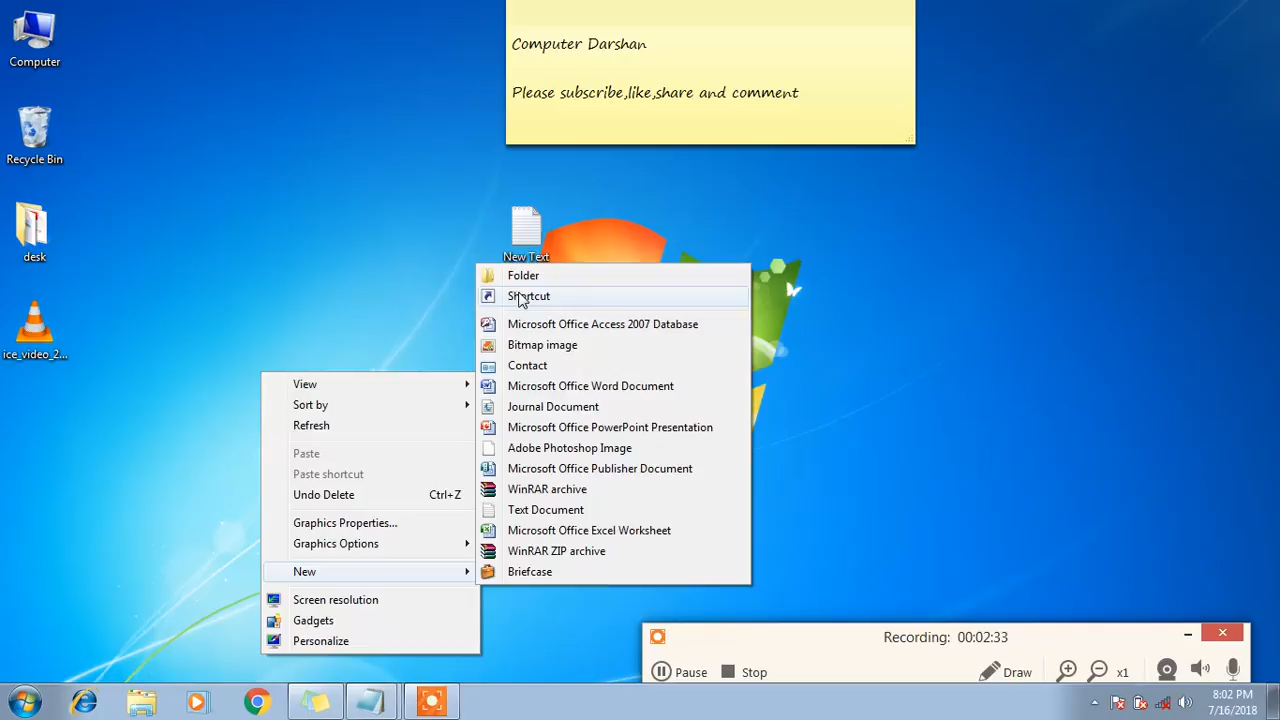 Computer
Recycle Bin
desk
ice_video_2...
Computer Darshan
Please subscribe,like,share and comment
New Text
View
Sort by
Refresh
Paste
Paste shortcut
Undo Delete Ctrl+Z
Graphics Properties...
Graphics Options
New
Screen resolution
Gadgets
Personalize
Folder
Shortcut
Microsoft Office Access 2007 Database
Bitmap image
Contact
Microsoft Office Word Document
Journal Document
Microsoft Office PowerPoint Presentation
Adobe Photoshop Image
Microsoft Office Publisher Document
WinRAR archive
Text Document
Microsoft Office Excel Worksheet
WinRAR ZIP archive
Briefcase
Recording: 00:02:33
Pause Stop Draw x1
8:02 PM
7/16/2018